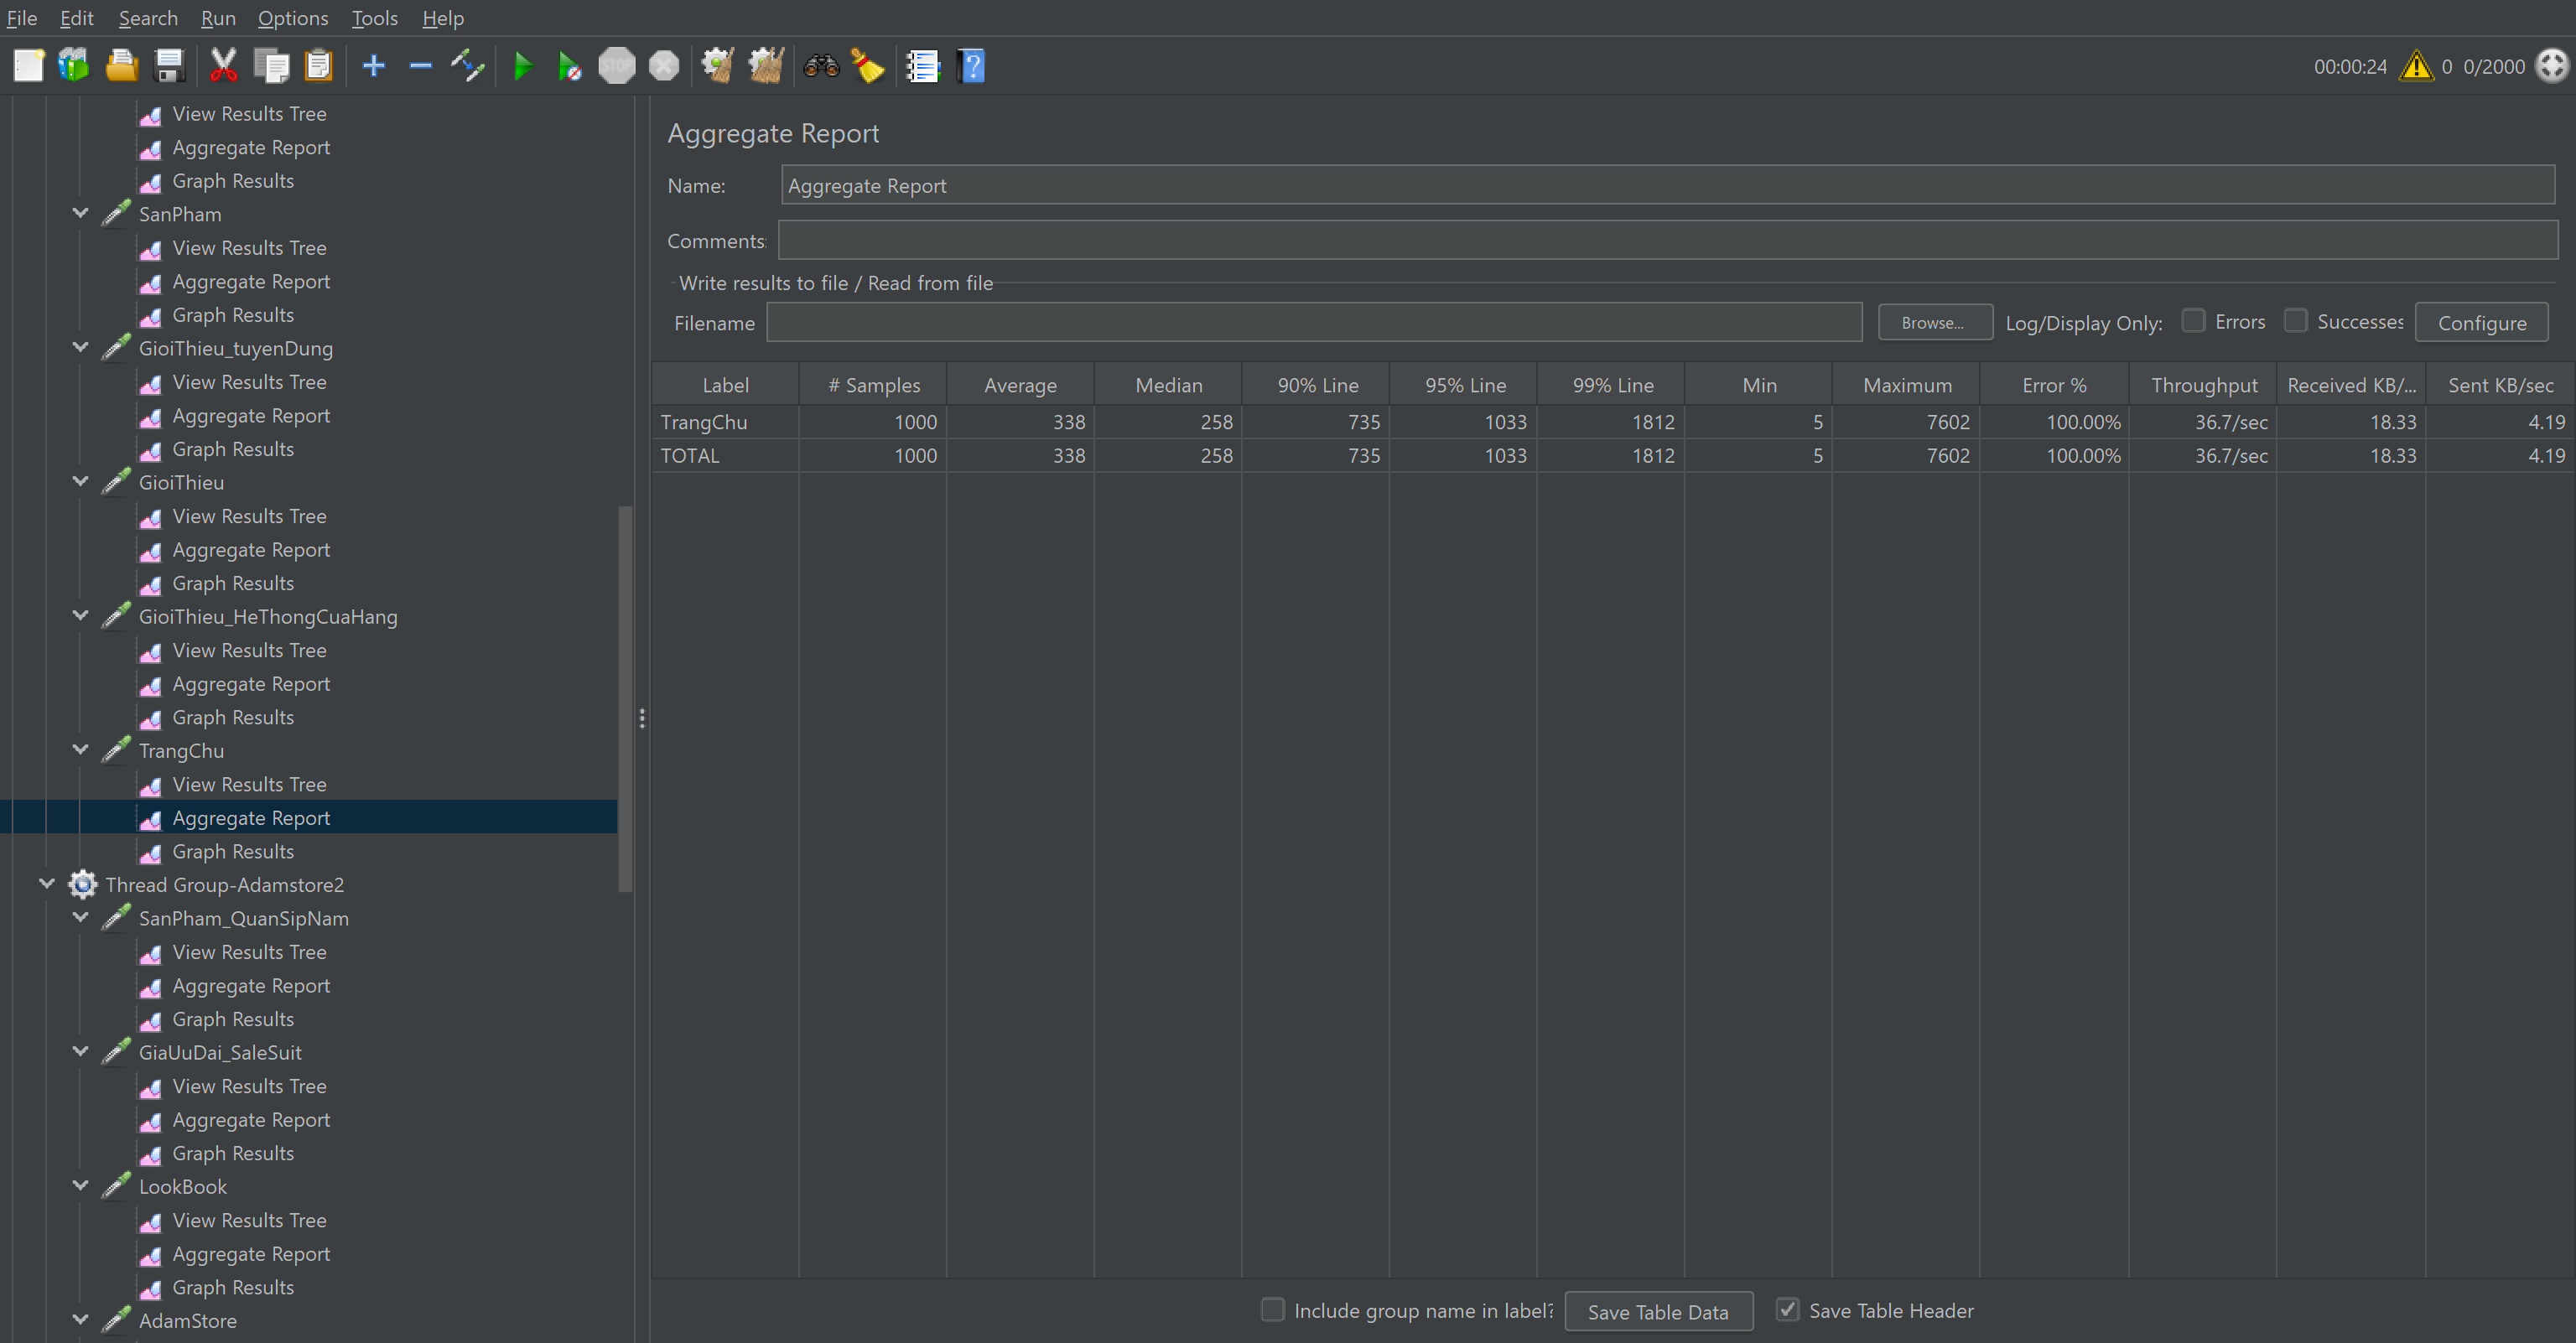 File Edit Search Run Options Tools Help
STOP
00:00:24 0 0/2000
View Results Tree
Aggregate Report
Graph Results
SanPham
View Results Tree
Aggregate Report
Graph Results
GioiThieu_tuyenDung
View Results Tree
Aggregate Report
Graph Results
GioiThieu
View Results Tree
Aggregate Report
Graph Results
GioiThieu_HeThongCuaHang
View Results Tree
Aggregate Report
Graph Results
TrangChu
View Results Tree
Aggregate Report
Graph Results
Thread Group-Adamstore2
SanPham_QuanSipNam
View Results Tree
Aggregate Report
Graph Results
GiaUuDai_SaleSuit
View Results Tree
Aggregate Report
Graph Results
LookBook
View Results Tree
Aggregate Report
Graph Results
AdamStore
Aggregate Report
Name: Aggregate Report
Comments:
Write results to file / Read from file
Filename Browse... Log/Display Only: Errors Successes Configure
Label # Samples Average Median 90% Line 95% Line 99% Line Min Maximum Error % Throughput Received KB/... Sent KB/sec
TrangChu 1000 338 258 735 1033 1812 5 7602 100.00% 36.7/sec 18.33 4.19
TOTAL 1000 338 258 735 1033 1812 5 7602 100.00% 36.7/sec 18.33 4.19
Include group name in label? Save Table Data Save Table Header